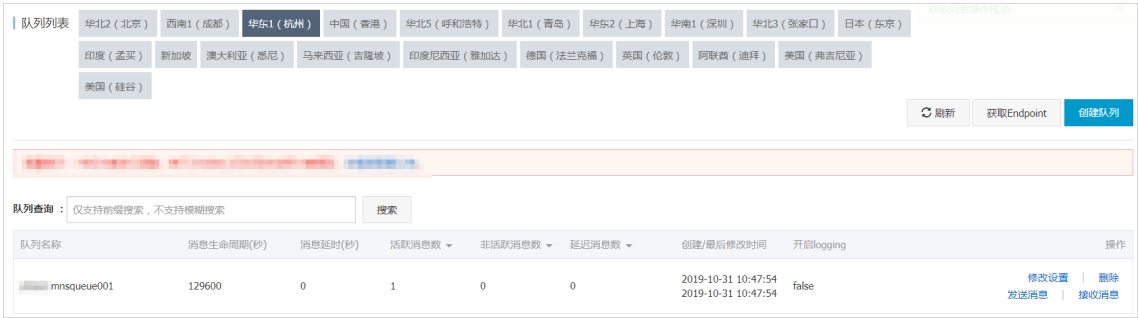 获取列表操作成功
队列列表 华北2（北京） 西南1（成都） 华东1（杭州） 中国（香港） 华北5（呼和浩特） 华北1（青岛） 华东2（上海） 华南1（深圳） 华北3（张家口） 日本（东京）
印度（孟买） 新加坡 澳大利亚（悉尼） 马来西亚（吉隆坡） 印度尼西亚（雅加达） 德国（法兰克福） 英国（伦敦） 阿联酋（迪拜） 美国（弗吉尼亚）
美国（硅谷）
刷新 获取Endpoint 创建队列
队列查询 ： 仅支持前缀搜索，不支持模糊搜索 搜索
队列名称 消息生命周期(秒) 消息延时(秒) 活跃消息数 非活跃消息数 延迟消息数 创建/最后修改时间 开启logging 操作
mnsqueue001 129600 0 1 0 0 2019-10-31 10:47:54 false 修改设置 | 删除
2019-10-31 10:47:54 发送消息 | 接收消息